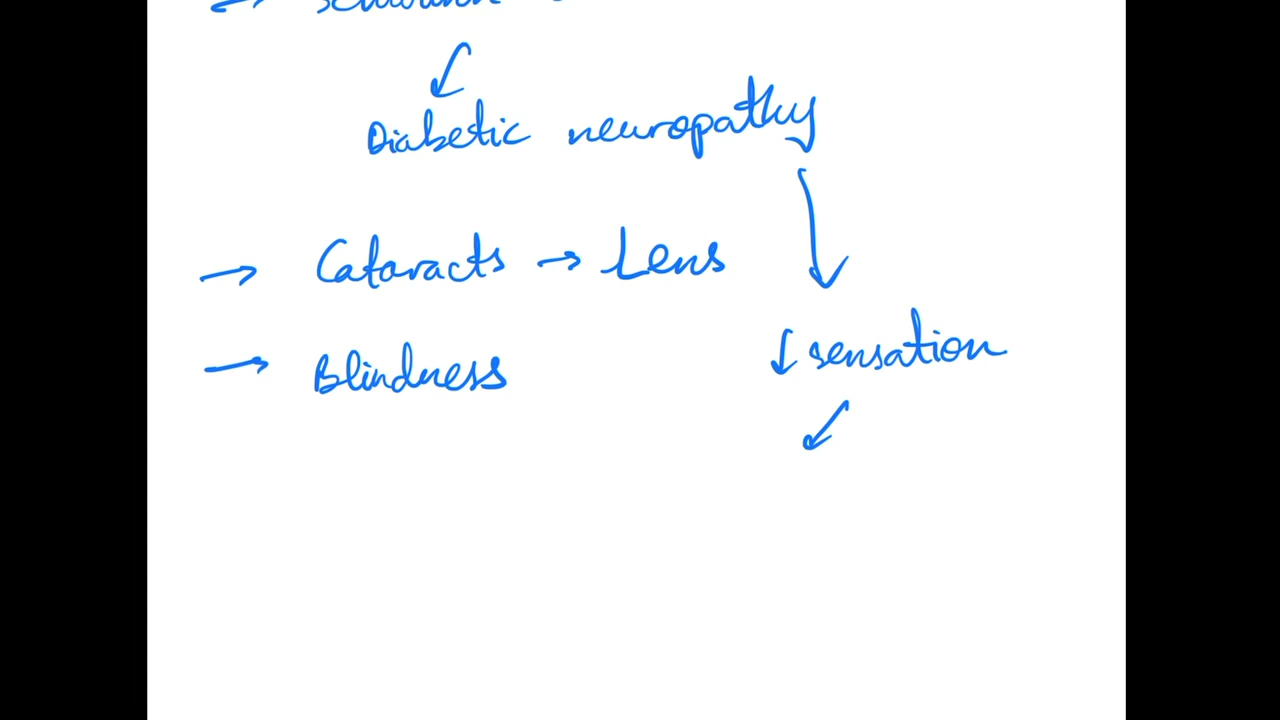 Diabetic neuropathy
→ Cataracts → Lens
↓ sensation
→ Blindness